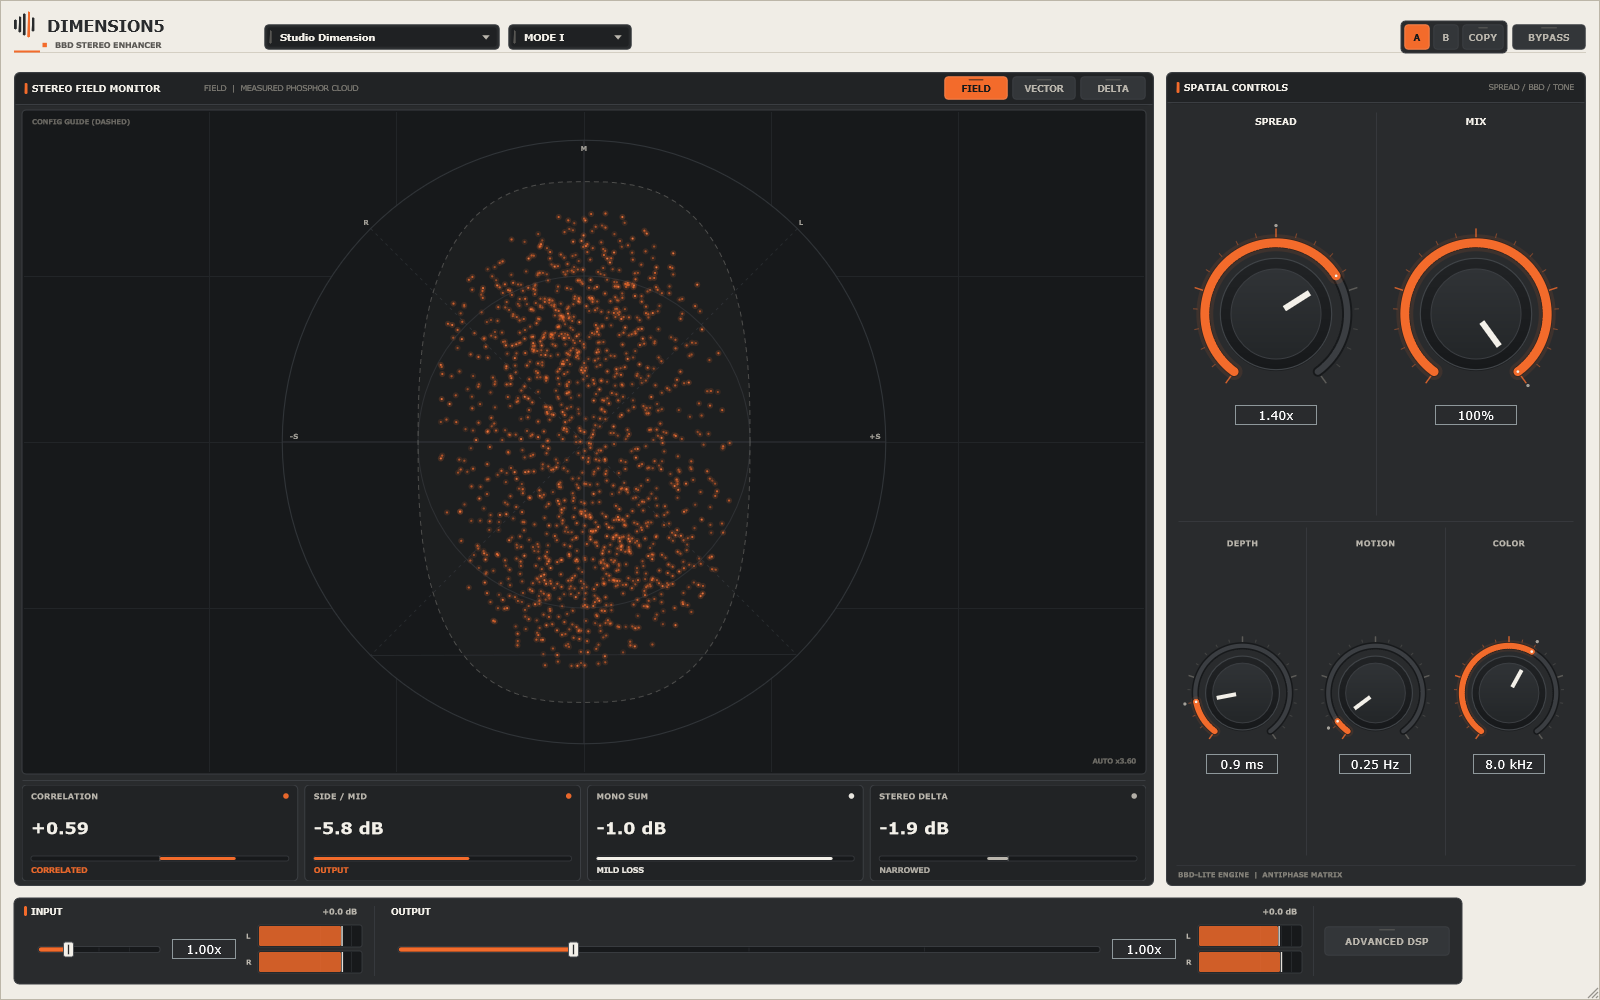 DIMENSION5
BBD STEREO ENHANCER
Studio Dimension
MODE I
A B COPY BYPASS
STEREO FIELD MONITOR
FIELD | MEASURED PHOSPHOR CLOUD
FIELD VECTOR DELTA
CONFIG GUIDE (DASHED)
M
R
L
-S
+S
AUTO x3.60
CORRELATION
+0.59
CORRELATED
SIDE / MID
-5.8 dB
OUTPUT
MONO SUM
-1.0 dB
MILD LOSS
STEREO DELTA
-1.9 dB
NARROWED
SPATIAL CONTROLS
SPREAD / BBD / TONE
SPREAD
MIX
1.40x
100%
DEPTH
MOTION
COLOR
0.9 ms
0.25 Hz
8.0 kHz
BBD-LITE ENGINE | ANTIPHASE MATRIX
INPUT
+0.0 dB
1.00x
L
R
OUTPUT
+0.0 dB
1.00x
L
R
ADVANCED DSP